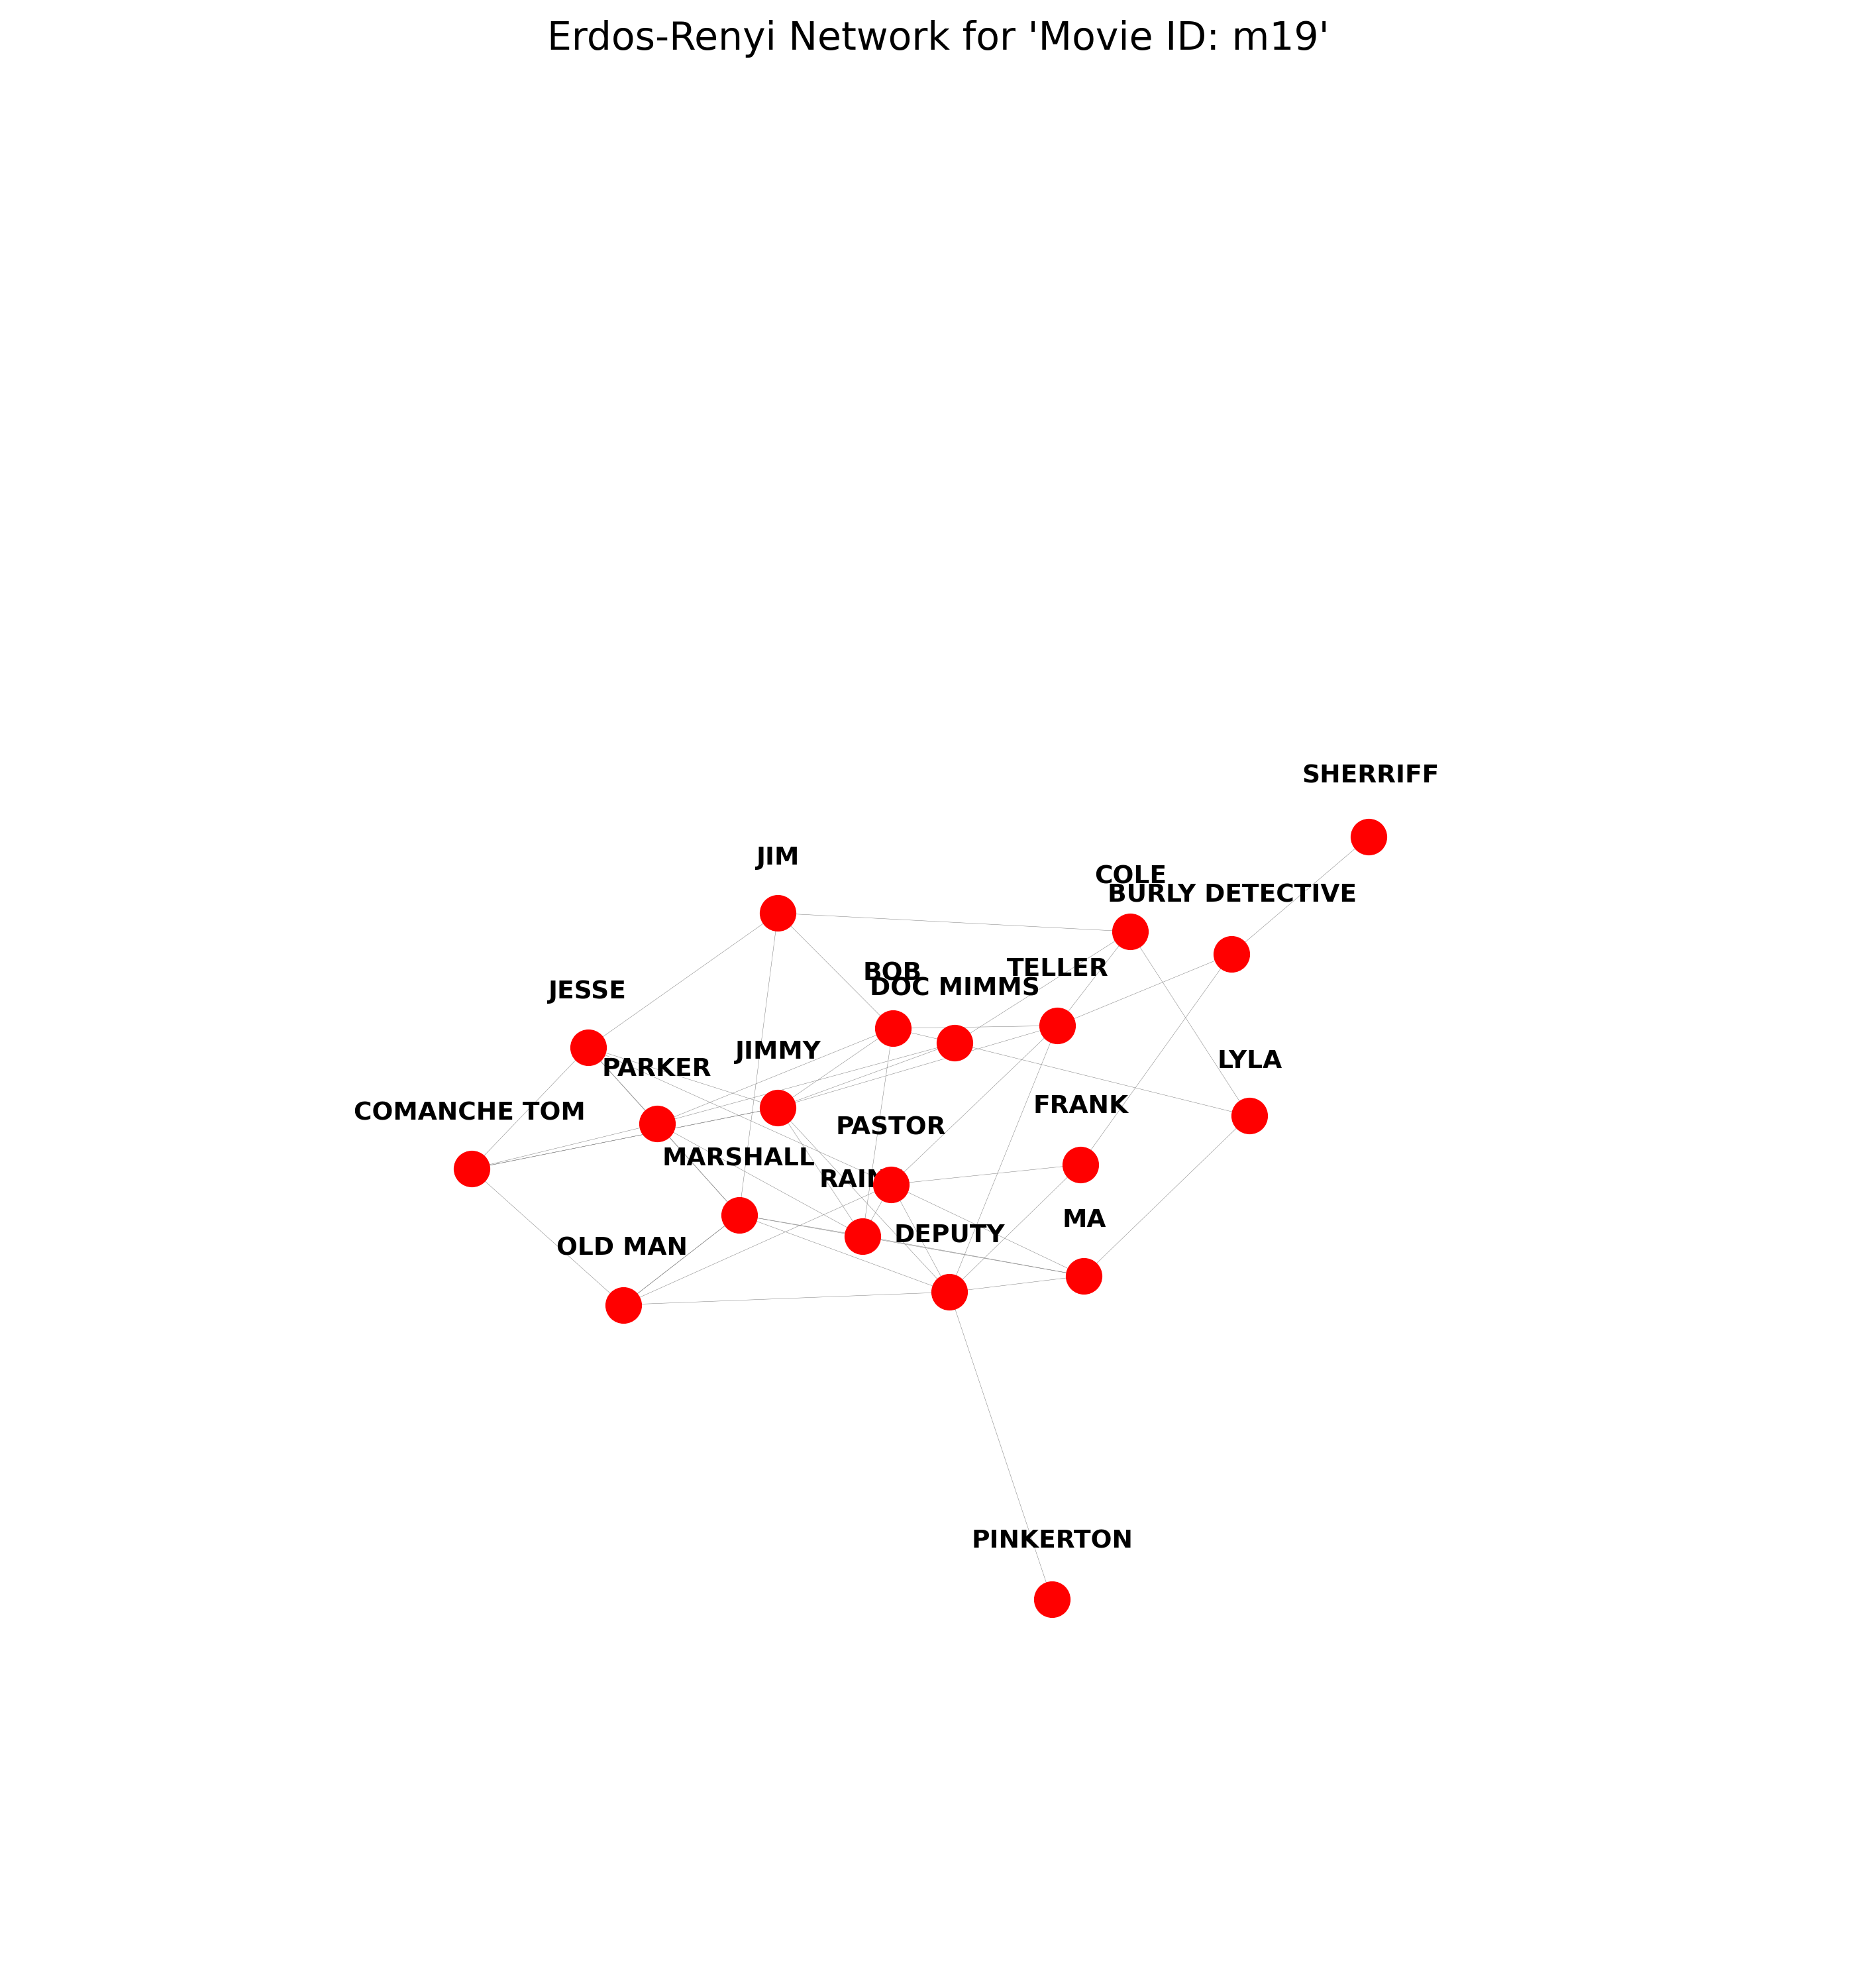 Erdos-Renyi Network for 'Movie ID: m19'
SHERRIFF
JIM
COLE
BURLY DETECTIVE
BOB
TELLER
DOC MIMMS
JESSE
JIMMY
LYLA
PARKER
FRANK
COMANCHE TOM
PASTOR
MARSHALL
MA
DEPUTY
OLD MAN
PINKERTON